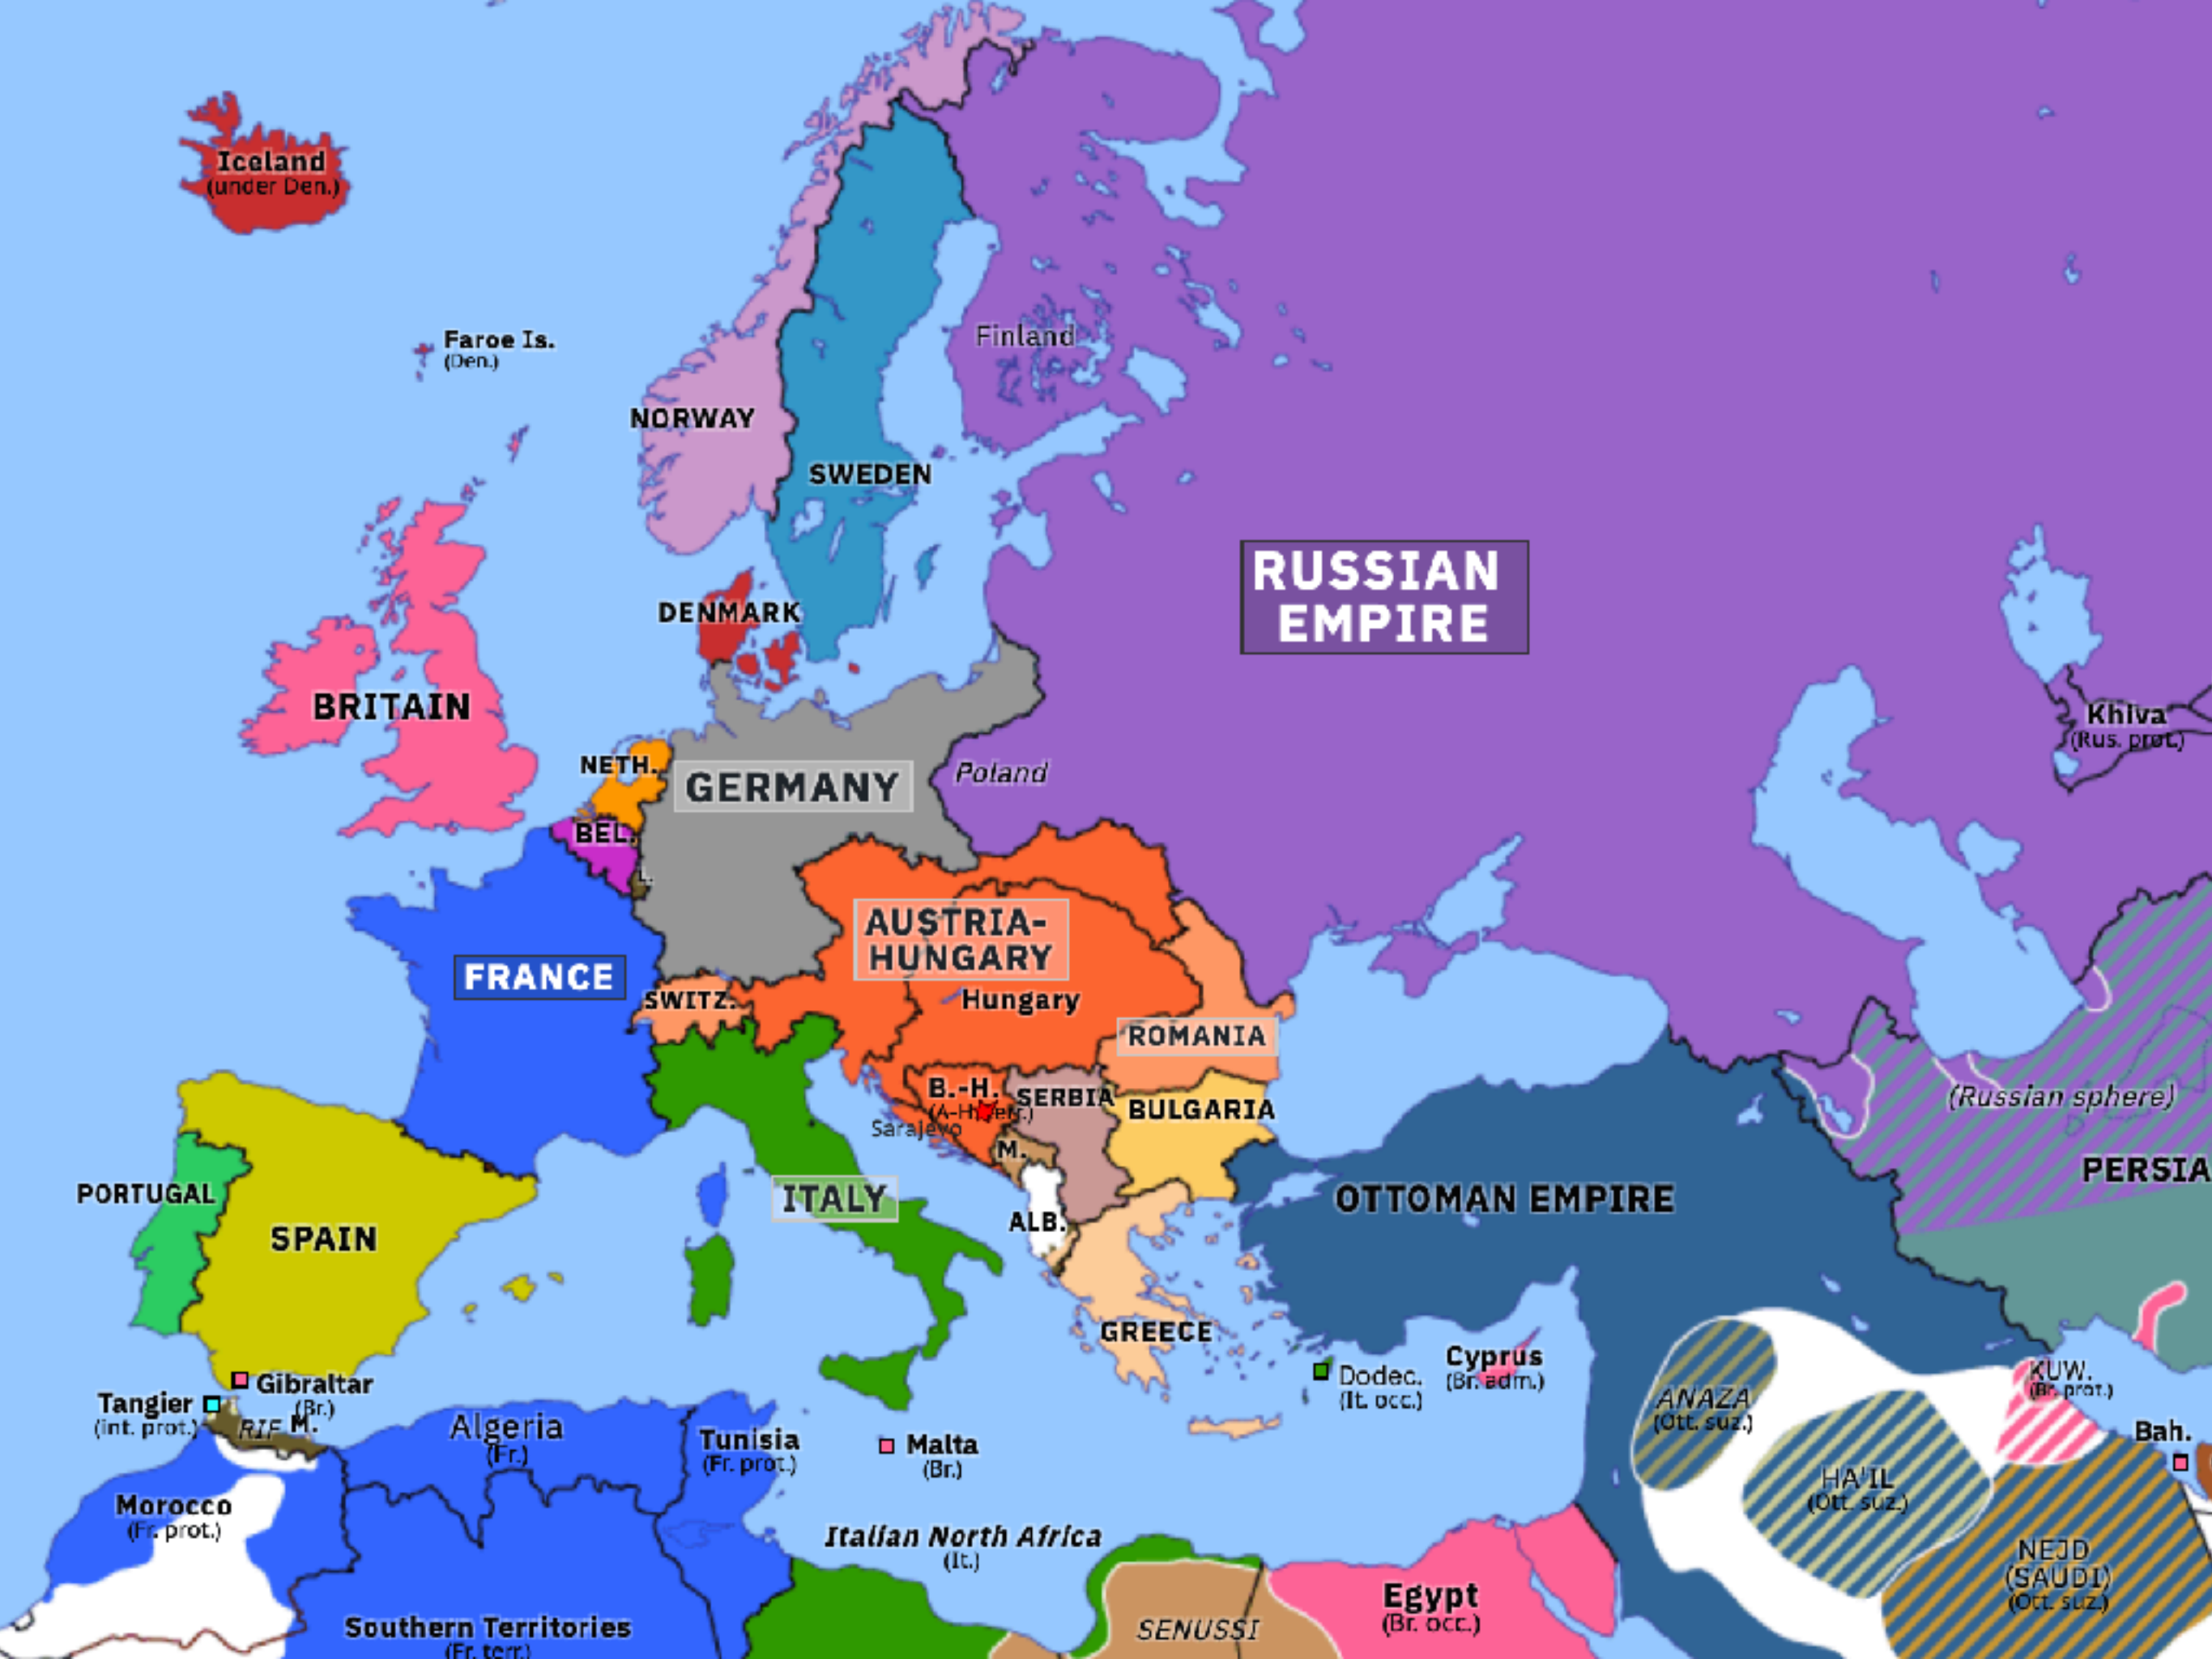 Iceland
(under Den.)
Faroe Is.
(Den.)
Finland
NORWAY
SWEDEN
RUSSIAN
EMPIRE
DENMARK
BRITAIN
Khiva
(Rus. prot.)
NETH.
GERMANY
Poland
BEL.
L.
AUSTRIA-
HUNGARY
FRANCE
SWITZ.
Hungary
ROMANIA
B.-H.
SERBIA
BULGARIA
(Russian sphere)
Sarajevo
M.
PERSIA
PORTUGAL
ITALY
OTTOMAN EMPIRE
SPAIN
ALB.
GREECE
Cyprus
(Br. adm.)
Dodec.
(It. occ.)
KUW.
(Br. prot.)
Gibraltar
(Br.)
Tangier
(int. prot.)
RIF M.
ANAZA
(Ott. suz.)
Algeria
(Fr.)
Tunisia
(Fr. prot.)
Malta
(Br.)
Bah.
HA'IL
(Ott. suz.)
Morocco
(Fr. prot.)
Italian North Africa
(It.)
NEJD
(SAUDI)
(Ott. suz.)
Egypt
(Br. occ.)
Southern Territories
(Fr. terr.)
SENUSSI